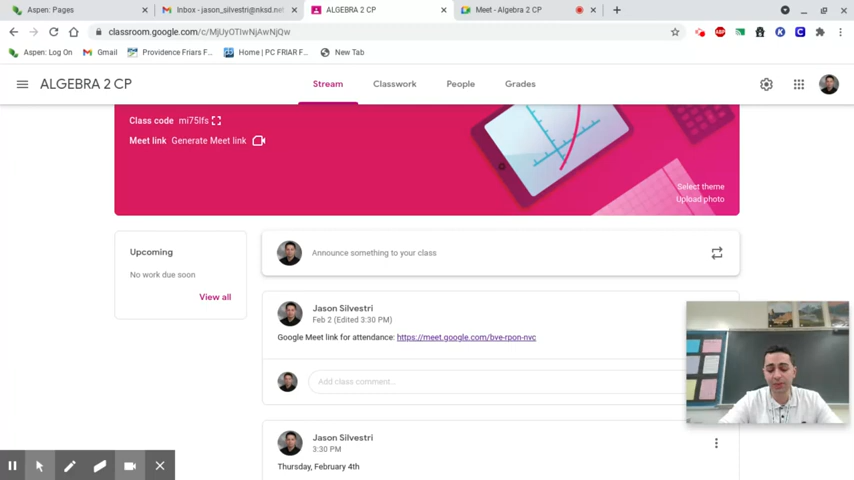 Aspen: Pages
Inbox - jason_silvestri@nksd.net
ALGEBRA 2 CP
Meet - Algebra 2 CP
classroom.google.com/c/MjUyOTIwNjAwNjQw
Aspen: Log On
Gmail
Providence Friars F...
Home | PC FRIAR F...
New Tab
ALGEBRA 2 CP
Stream
Classwork
People
Grades
Class code mi75lfs
Meet link Generate Meet link
Select theme
Upload photo
Upcoming
No work due soon
View all
Announce something to your class
Jason Silvestri
Feb 2 (Edited 3:30 PM)
Google Meet link for attendance: https://meet.google.com/bve-rpon-nvc
Add class comment...
Jason Silvestri
3:30 PM
Thursday, February 4th